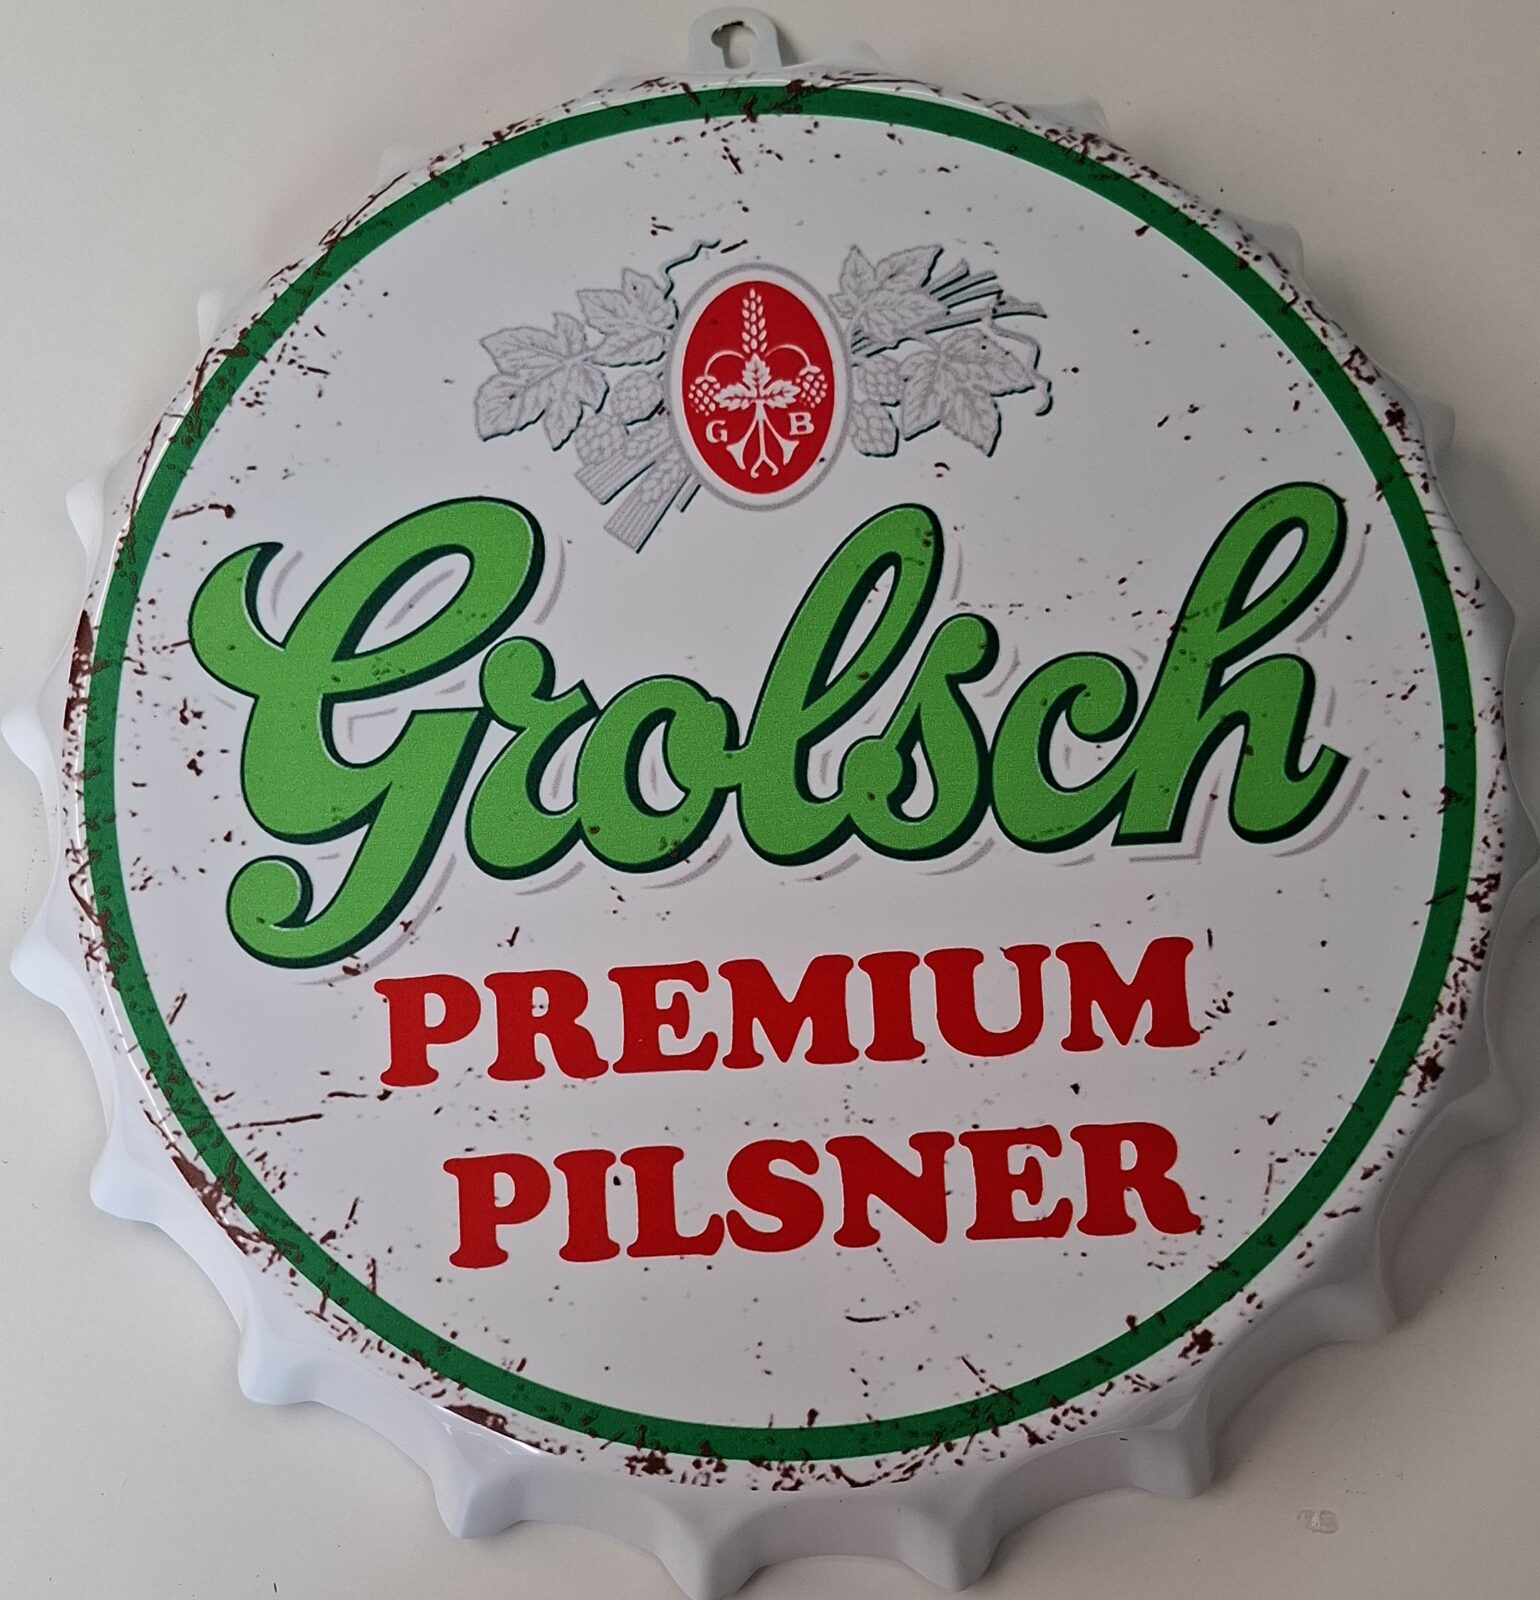 G B
Grolsch
PREMIUM
PILSNER